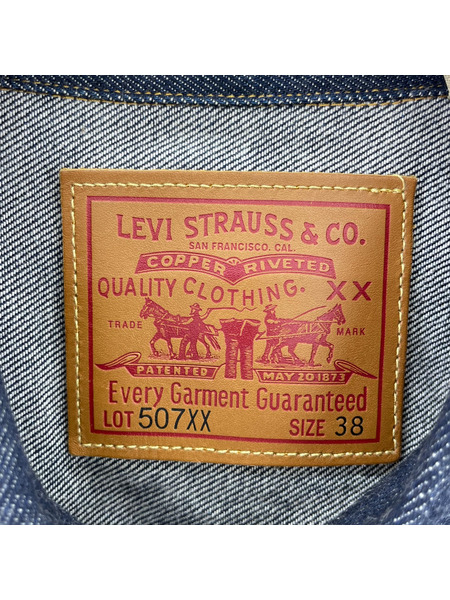 LEVI STRAUSS & CO.
SAN FRANCISCO. CAL.
COPPER RIVETED
QUALITY CLOTHING. XX
TRADE MARK
PATENTED MAY 20 1873
Every Garment Guaranteed
LOT 507XX SIZE 38